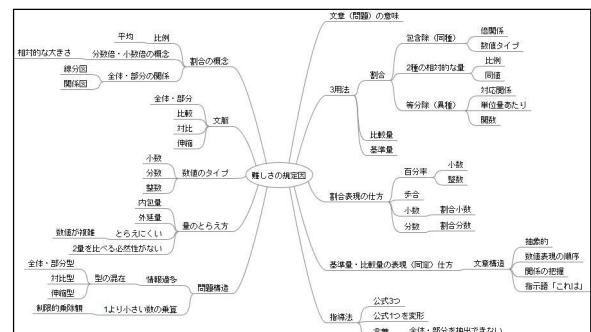 難しさの規定因
割合の概念
比例
平均
分数倍・小数倍の概念
相対的な大きさ
全体・部分の関係
線分図
関係図
文脈
全体・部分
比較
対比
伸縮
数値のタイプ
小数
分数
整数
量のとらえ方
内包量
外延量
とらえにくい
数値が複雑
2量を比べる必然性がない
問題構造
情報過多
型の混在
全体・部分型
対比型
伸縮型
1より小さい数の乗算
制限的乗除観
文章(問題)の意味
3用法
割合
包含除(同種)
倍関係
数値タイプ
2種の相対的な量
比例
同値
等分除(異種)
対応関係
単位量あたり
関数
比較量
基準量
割合表現の仕方
百分率
小数
整数
歩合
小数
割合小数
分数
割合分数
基準量・比較量の表現(同定)仕方
文章構造
抽象的
数値表現の順序
関係の把握
指示語「これは」
指導法
公式3つ
公式1つを変形
全体・部分を抽出できない